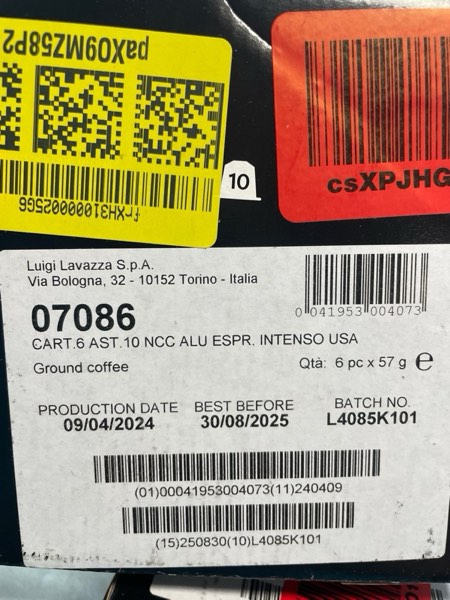 paXO9MZ58P2
frXH3100000025G6
10
csXPJHG
Luigi Lavazza S.p.A.
Via Bologna, 32 - 10152 Torino - Italia
07086
0 041953 004073
CART.6 AST.10 NCC ALU ESPR. INTENSO USA
Ground coffee
Qtà: 6 pc x 57 g ℮
PRODUCTION DATE BEST BEFORE BATCH NO.
09/04/2024 30/08/2025 L4085K101
(01)00041953004073(11)240409
(15)250830(10)L4085K101